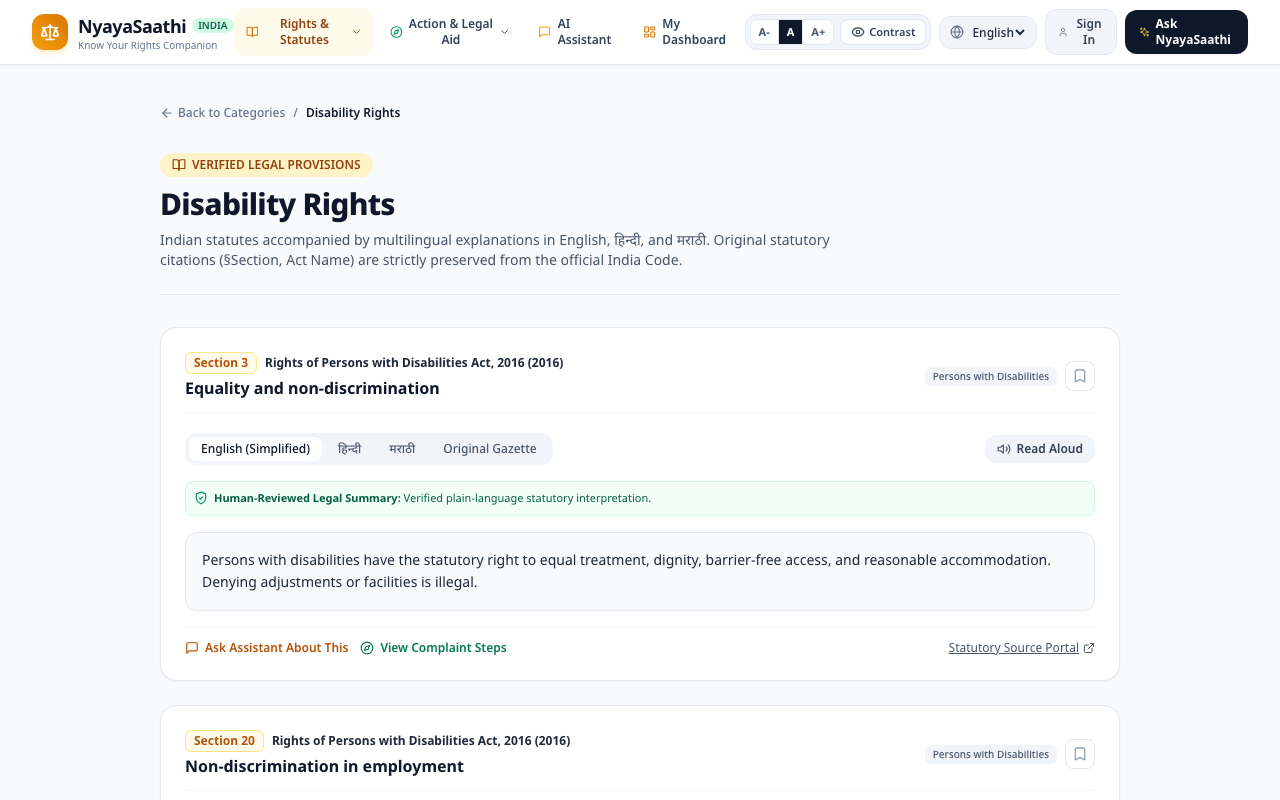 NyayaSaathi INDIA
Know Your Rights Companion
Rights & Statutes
Action & Legal Aid
AI Assistant
My Dashboard
A- A A+ Contrast
English
Sign In
Ask NyayaSaathi
Back to Categories / Disability Rights
VERIFIED LEGAL PROVISIONS
Disability Rights
Indian statutes accompanied by multilingual explanations in English, हिन्दी, and मराठी. Original statutory
citations (§Section, Act Name) are strictly preserved from the official India Code.
Section 3 Rights of Persons with Disabilities Act, 2016 (2016)
Equality and non-discrimination
Persons with Disabilities
English (Simplified) हिन्दी मराठी Original Gazette
Read Aloud
Human-Reviewed Legal Summary: Verified plain-language statutory interpretation.
Persons with disabilities have the statutory right to equal treatment, dignity, barrier-free access, and reasonable accommodation.
Denying adjustments or facilities is illegal.
Ask Assistant About This View Complaint Steps
Statutory Source Portal
Section 20 Rights of Persons with Disabilities Act, 2016 (2016)
Non-discrimination in employment
Persons with Disabilities